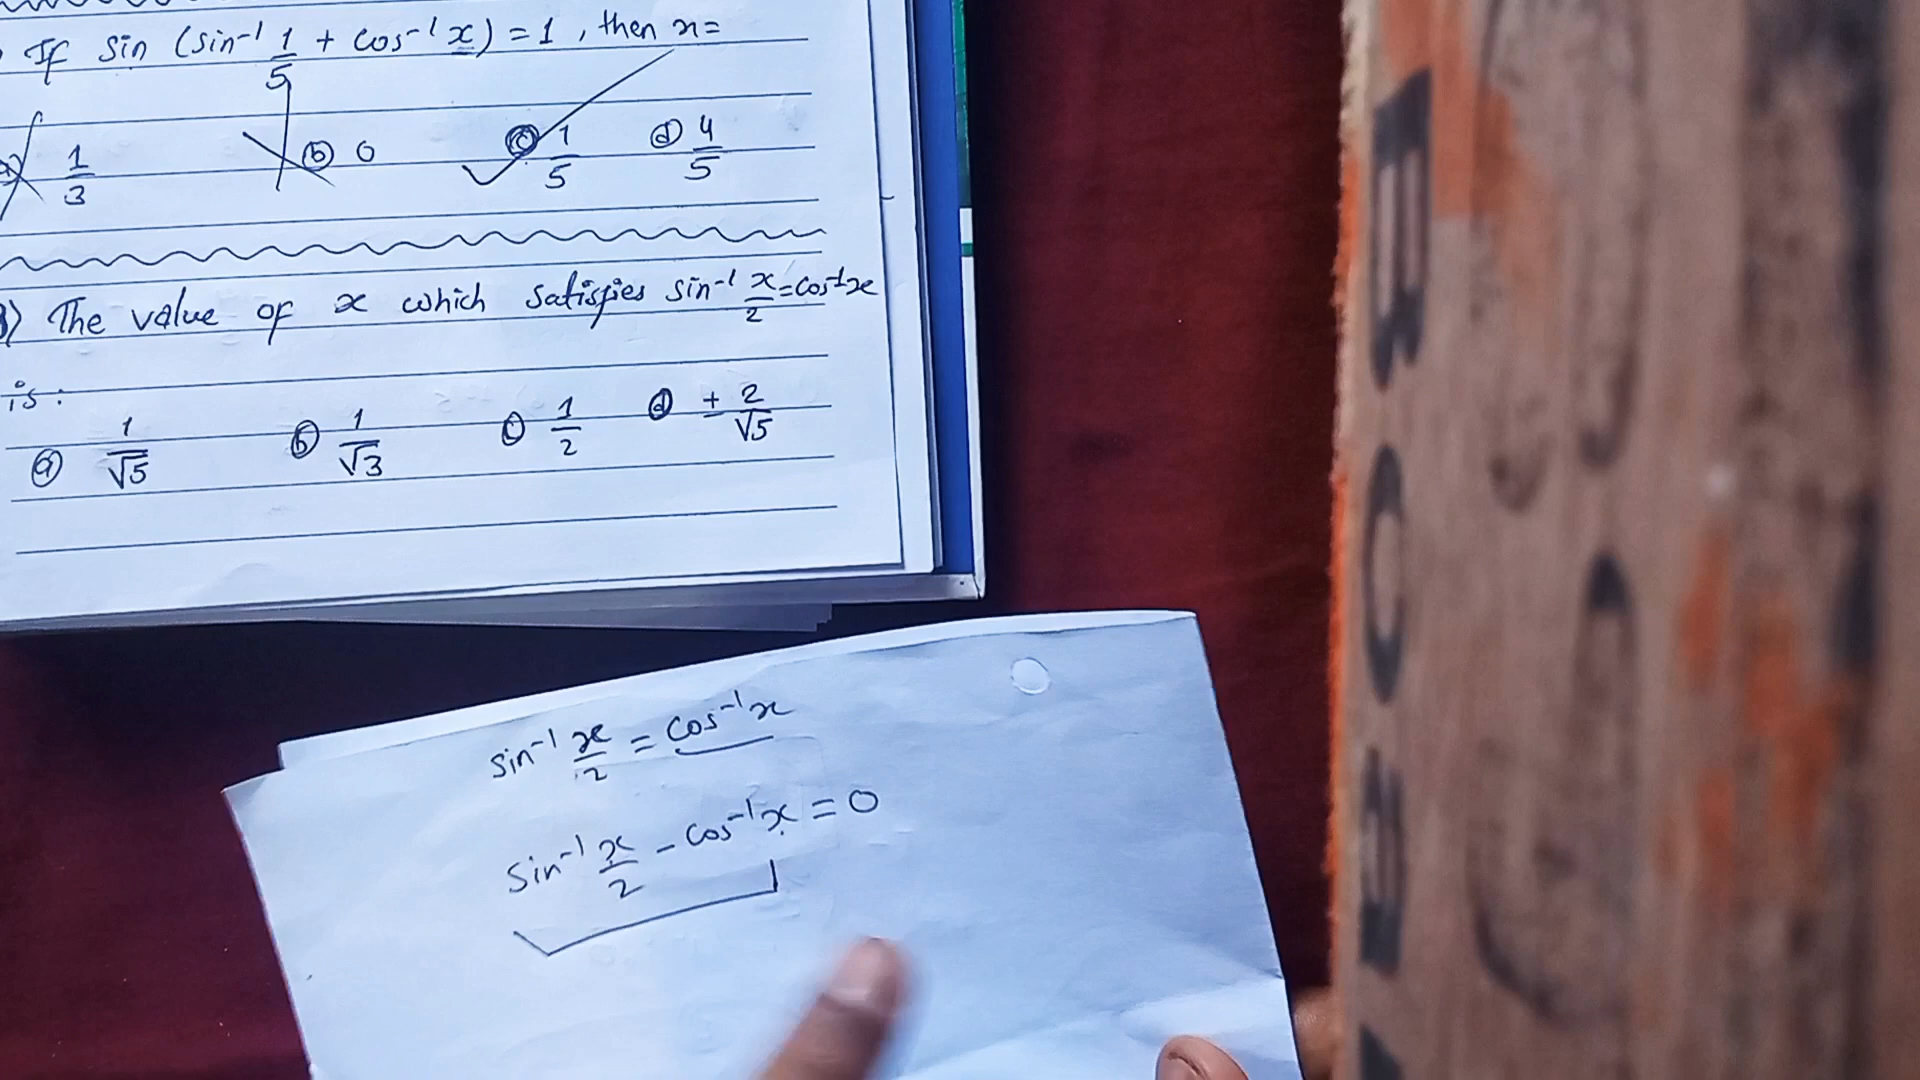 If sin (sin⁻¹ 1/5 + cos⁻¹ x) = 1, then x =
1/3 (b) 0 (c) 1/5 (d) 4/5
) The value of x which satisfies sin⁻¹ x/2 = cos⁻¹x
is :
(a) 1/√5 (b) 1/√3 (c) 1/2 (d) ± 2/√5
sin⁻¹ x/2 = cos⁻¹x
sin⁻¹ x/2 - cos⁻¹x = 0